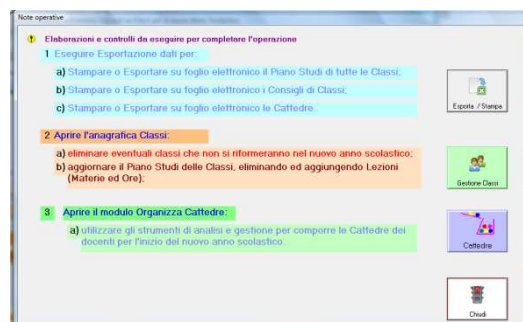 Note operative
Elaborazioni e controlli da eseguire per completare l'operazione
1 Eseguire Esportazione dati per:
a) Stampare o Esportare su foglio elettronico il Piano Studi di tutte le Classi;
b) Stampare o Esportare su foglio elettronico i Consigli di Classi;
c) Stampare o Esportare su foglio elettronico le Cattedre.
Esporta / Stampa
2 Aprire l'anagrafica Classi:
a) eliminare eventuali classi che non si riformeranno nel nuovo anno scolastico;
b) aggiornare il Piano Studi delle Classi, eliminando ed aggiungendo Lezioni
(Materie ed Ore);
Gestione Classi
3 Aprire il modulo Organizza Cattedre:
a) utilizzare gli strumenti di analisi e gestione per comporre le Cattedre dei
docenti per l'inizio del nuovo anno scolastico.
Cattedre
Chiudi